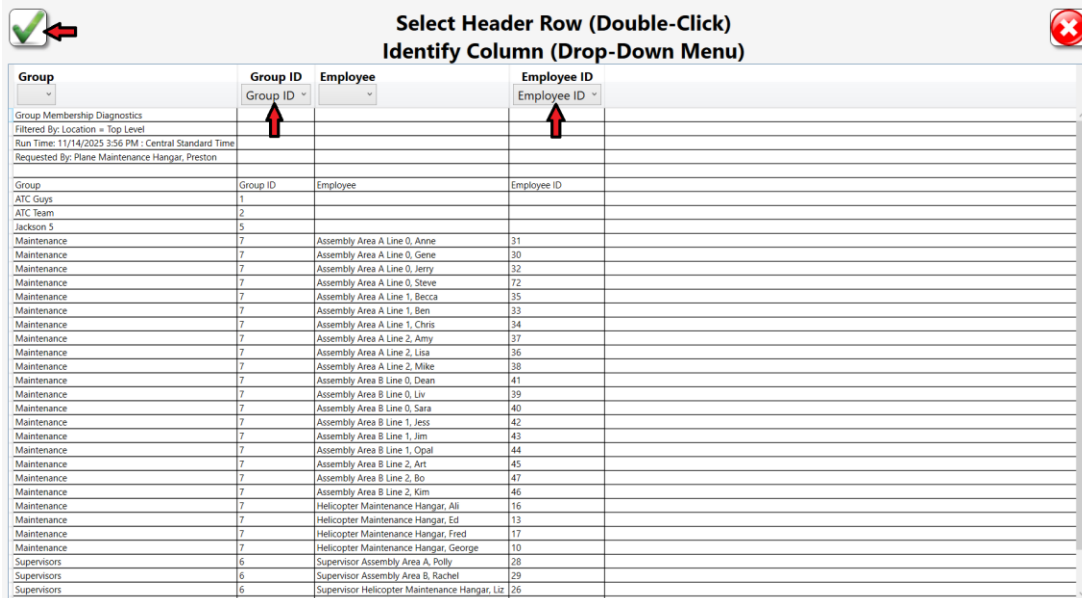 Select Header Row (Double-Click)
Identify Column (Drop-Down Menu)
Group Group ID Employee Employee ID
Group ID Employee ID
Group Membership Diagnostics
Filtered By: Location = Top Level
Run Time: 11/14/2025 3:56 PM : Central Standard Time
Requested By: Plane Maintenance Hangar, Preston
Group Group ID Employee Employee ID
ATC Guys 1
ATC Team 2
Jackson 5 5
Maintenance 7 Assembly Area A Line 0, Anne 31
Maintenance 7 Assembly Area A Line 0, Gene 30
Maintenance 7 Assembly Area A Line 0, Jerry 32
Maintenance 7 Assembly Area A Line 0, Steve 72
Maintenance 7 Assembly Area A Line 1, Becca 35
Maintenance 7 Assembly Area A Line 1, Ben 33
Maintenance 7 Assembly Area A Line 1, Chris 34
Maintenance 7 Assembly Area A Line 2, Amy 37
Maintenance 7 Assembly Area A Line 2, Lisa 36
Maintenance 7 Assembly Area A Line 2, Mike 38
Maintenance 7 Assembly Area B Line 0, Dean 41
Maintenance 7 Assembly Area B Line 0, Liv 39
Maintenance 7 Assembly Area B Line 0, Sara 40
Maintenance 7 Assembly Area B Line 1, Jess 42
Maintenance 7 Assembly Area B Line 1, Jim 43
Maintenance 7 Assembly Area B Line 1, Opal 44
Maintenance 7 Assembly Area B Line 2, Art 45
Maintenance 7 Assembly Area B Line 2, Bo 47
Maintenance 7 Assembly Area B Line 2, Kim 46
Maintenance 7 Helicopter Maintenance Hangar, Ali 16
Maintenance 7 Helicopter Maintenance Hangar, Ed 13
Maintenance 7 Helicopter Maintenance Hangar, Fred 17
Maintenance 7 Helicopter Maintenance Hangar, George 10
Supervisors 6 Supervisor Assembly Area A, Polly 28
Supervisors 6 Supervisor Assembly Area B, Rachel 29
Supervisors 6 Supervisor Helicopter Maintenance Hangar, Liz 26